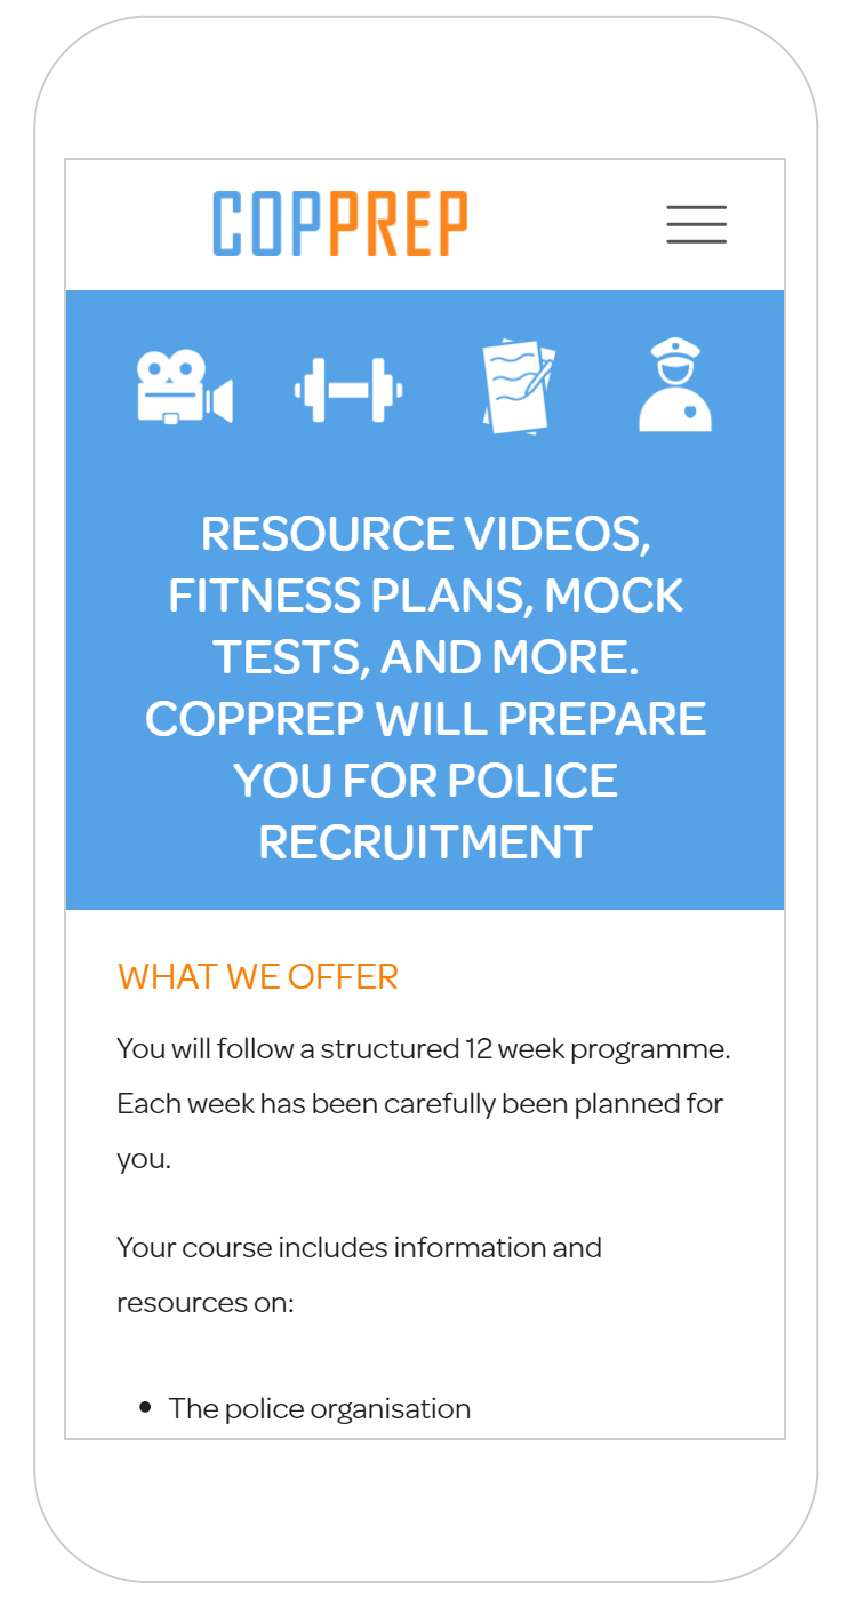 COPPREP
RESOURCE VIDEOS,
FITNESS PLANS, MOCK
TESTS, AND MORE.
COPPREP WILL PREPARE
YOU FOR POLICE
RECRUITMENT
WHAT WE OFFER
You will follow a structured 12 week programme.
Each week has been carefully been planned for
you.
Your course includes information and
resources on:
• The police organisation